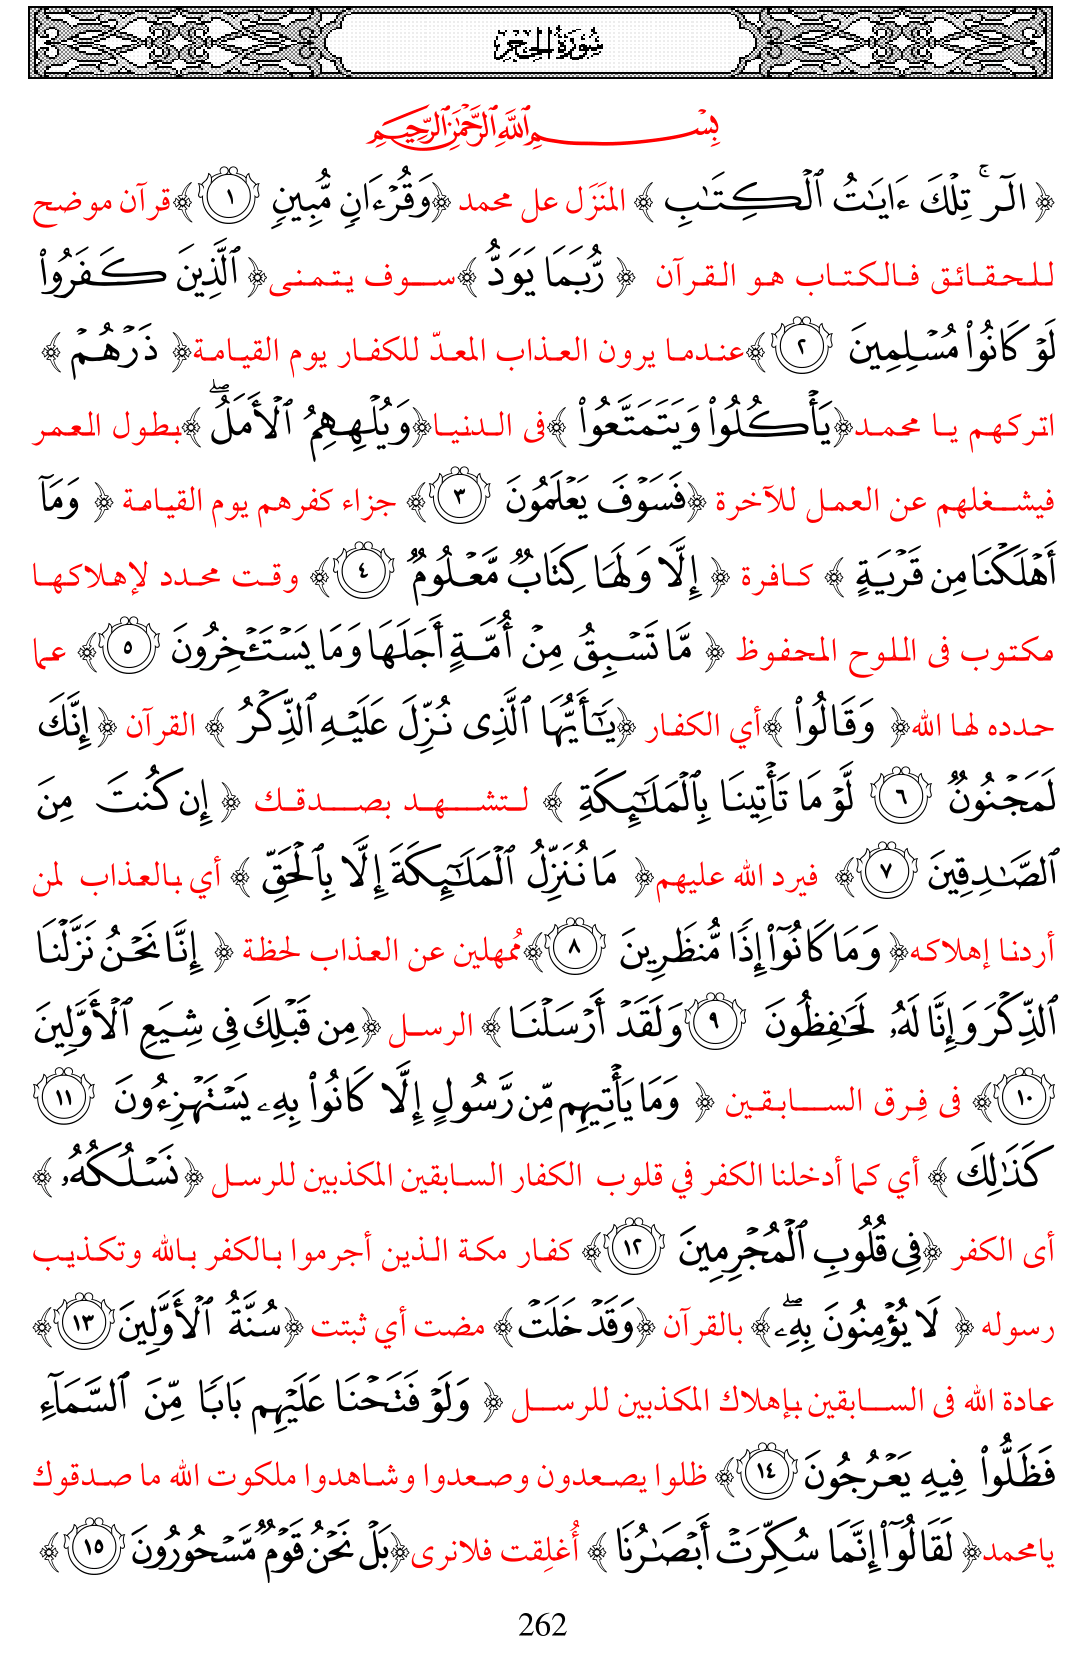 سُورَةُ الحِجر
بِسْمِ ٱللَّهِ ٱلرَّحْمَٰنِ ٱلرَّحِيمِ
﴿ الٓرۚ تِلْكَ ءَايَٰتُ ٱلْكِتَٰبِ ﴾ المنَزَل عل محمد ﴿وَقُرْءَانٍ مُّبِينٍ ١﴾ قرآن موضح
للحقائق فالكتاب هو القرآن ﴿ رُّبَمَا يَوَدُّ ﴾ سوف يتمنى ﴿ ٱلَّذِينَ كَفَرُوا۟
لَوْ كَانُوا۟ مُسْلِمِينَ ٢﴾ عندما يرون العذاب المعدّ للكفار يوم القيامة ﴿ ذَرْهُمْ ﴾
اتركهم يا محمد ﴿يَأْكُلُوا۟ وَيَتَمَتَّعُوا۟ ﴾ فى الدنيا ﴿وَيُلْهِهِمُ ٱلْأَمَلُۖ ﴾ بطول العمر
فيشغلهم عن العمل للآخرة ﴿فَسَوْفَ يَعْلَمُونَ ٣﴾ جزاء كفرهم يوم القيامة ﴿ وَمَآ
أَهْلَكْنَا مِن قَرْيَةٍ ﴾ كافرة ﴿ إِلَّا وَلَهَا كِتَابٌ مَّعْلُومٌ ٤﴾ وقت محدد لإهلاكها
مكتوب فى اللوح المحفوظ ﴿ مَّا تَسْبِقُ مِنْ أُمَّةٍ أَجَلَهَا وَمَا يَسْتَـْٔخِرُونَ ٥﴾ عما
حدده لها الله ﴿ وَقَالُوا۟ ﴾ أي الكفار ﴿يَٰٓأَيُّهَا ٱلَّذِى نُزِّلَ عَلَيْهِ ٱلذِّكْرُ ﴾ القرآن ﴿ إِنَّكَ
لَمَجْنُونٌ ٦ لَّوْ مَا تَأْتِينَا بِٱلْمَلَٰٓئِكَةِ ﴾ لتشهد بصدقك ﴿ إِن كُنتَ مِنَ
ٱلصَّٰدِقِينَ ٧﴾ فيرد الله عليهم ﴿ مَا نُنَزِّلُ ٱلْمَلَٰٓئِكَةَ إِلَّا بِٱلْحَقِّ ﴾ أي بالعذاب لمن
أردنا إهلاكه ﴿ وَمَا كَانُوٓا۟ إِذًا مُّنظَرِينَ ٨﴾ مُمهلين عن العذاب لحظة ﴿ إِنَّا نَحْنُ نَزَّلْنَا
ٱلذِّكْرَ وَإِنَّا لَهُۥ لَحَٰفِظُونَ ٩ وَلَقَدْ أَرْسَلْنَا ﴾ الرسل ﴿مِن قَبْلِكَ فِى شِيَعِ ٱلْأَوَّلِينَ
١٠﴾ فى فِرق السابقين ﴿ وَمَا يَأْتِيهِم مِّن رَّسُولٍ إِلَّا كَانُوا۟ بِهِۦ يَسْتَهْزِءُونَ ١١
كَذَٰلِكَ ﴾ أي كما أدخلنا الكفر في قلوب الكفار السابقين المكذبين للرسل ﴿نَسْلُكُهُۥ ﴾
أى الكفر ﴿فِى قُلُوبِ ٱلْمُجْرِمِينَ ١٢﴾ كفار مكة الذين أجرموا بالكفر بالله وتكذيب
رسوله ﴿ لَا يُؤْمِنُونَ بِهِۦۖ ﴾ بالقرآن ﴿وَقَدْ خَلَتْ﴾ مضت أي ثبتت ﴿سُنَّةُ ٱلْأَوَّلِينَ ١٣﴾
عادة الله فى السابقين بإهلاك المكذبين للرسل ﴿ وَلَوْ فَتَحْنَا عَلَيْهِم بَابًا مِّنَ ٱلسَّمَآءِ
فَظَلُّوا۟ فِيهِ يَعْرُجُونَ ١٤﴾ ظلوا يصعدون وصعدوا وشاهدوا ملكوت الله ما صدقوك
يامحمد ﴿ لَقَالُوٓا۟ إِنَّمَا سُكِّرَتْ أَبْصَٰرُنَا ﴾ أُغلِقت فلانرى ﴿بَلْ نَحْنُ قَوْمٌ مَّسْحُورُونَ ١٥ ﴾
262